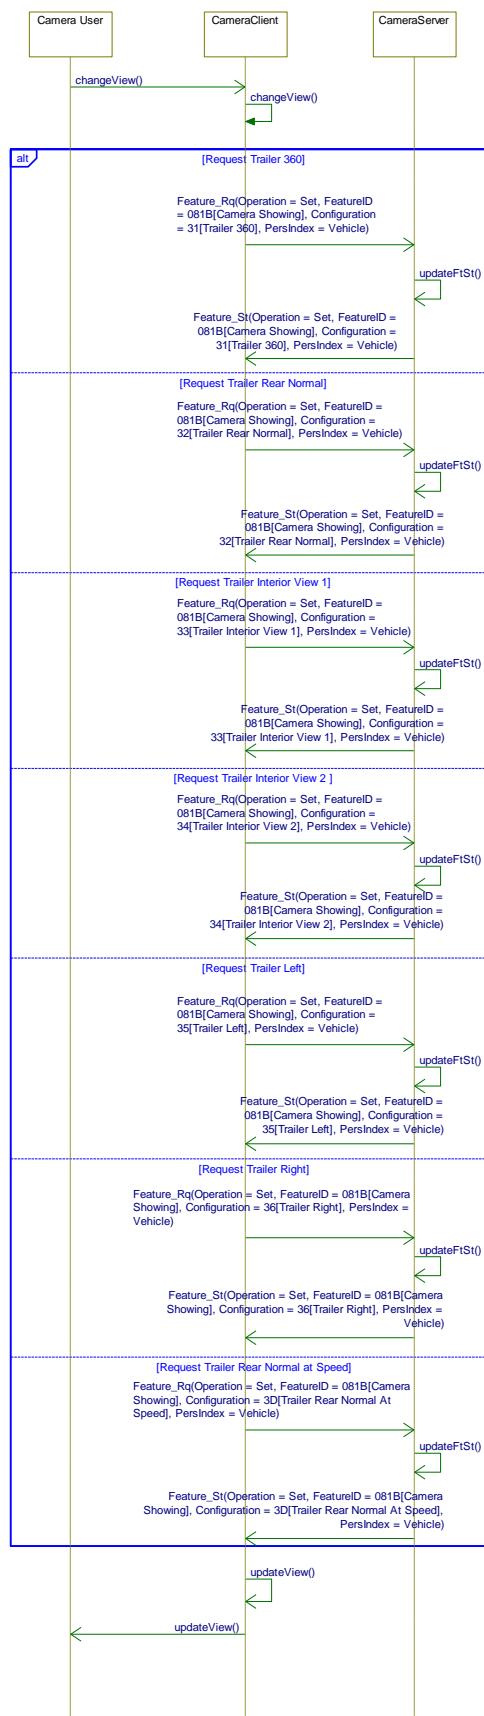 Camera User
CameraClient
CameraServer
changeView()
changeView()
alt
[Request Trailer 360]
Feature_Rq(Operation = Set, FeatureID
= 081B[Camera Showing], Configuration
= 31[Trailer 360], PersIndex = Vehicle)
updateFtSt()
Feature_St(Operation = Set, FeatureID =
081B[Camera Showing], Configuration =
31[Trailer 360], PersIndex = Vehicle)
[Request Trailer Rear Normal]
Feature_Rq(Operation = Set, FeatureID =
081B[Camera Showing], Configuration =
32[Trailer Rear Normal], PersIndex = Vehicle)
updateFtSt()
Feature_St(Operation = Set, FeatureID =
081B[Camera Showing], Configuration =
32[Trailer Rear Normal], PersIndex = Vehicle)
[Request Trailer Interior View 1]
Feature_Rq(Operation = Set, FeatureID =
081B[Camera Showing], Configuration =
33[Trailer Interior View 1], PersIndex = Vehicle)
updateFtSt()
Feature_St(Operation = Set, FeatureID =
081B[Camera Showing], Configuration =
33[Trailer Interior View 1], PersIndex = Vehicle)
[Request Trailer Interior View 2 ]
Feature_Rq(Operation = Set, FeatureID =
081B[Camera Showing], Configuration =
34[Trailer Interior View 2], PersIndex = Vehicle)
updateFtSt()
Feature_St(Operation = Set, FeatureID =
081B[Camera Showing], Configuration =
34[Trailer Interior View 2], PersIndex = Vehicle)
[Request Trailer Left]
Feature_Rq(Operation = Set, FeatureID =
081B[Camera Showing], Configuration =
35[Trailer Left], PersIndex = Vehicle)
updateFtSt()
Feature_St(Operation = Set, FeatureID =
081B[Camera Showing], Configuration =
35[Trailer Left], PersIndex = Vehicle)
[Request Trailer Right]
Feature_Rq(Operation = Set, FeatureID = 081B[Camera
Showing], Configuration = 36[Trailer Right], PersIndex =
Vehicle)
updateFtSt()
Feature_St(Operation = Set, FeatureID = 081B[Camera
Showing], Configuration = 36[Trailer Right], PersIndex =
Vehicle)
[Request Trailer Rear Normal at Speed]
Feature_Rq(Operation = Set, FeatureID = 081B[Camera
Showing], Configuration = 3D[Trailer Rear Normal At
Speed], PersIndex = Vehicle)
updateFtSt()
Feature_St(Operation = Set, FeatureID = 081B[Camera
Showing], Configuration = 3D[Trailer Rear Normal At Speed],
PersIndex = Vehicle)
updateView()
updateView()